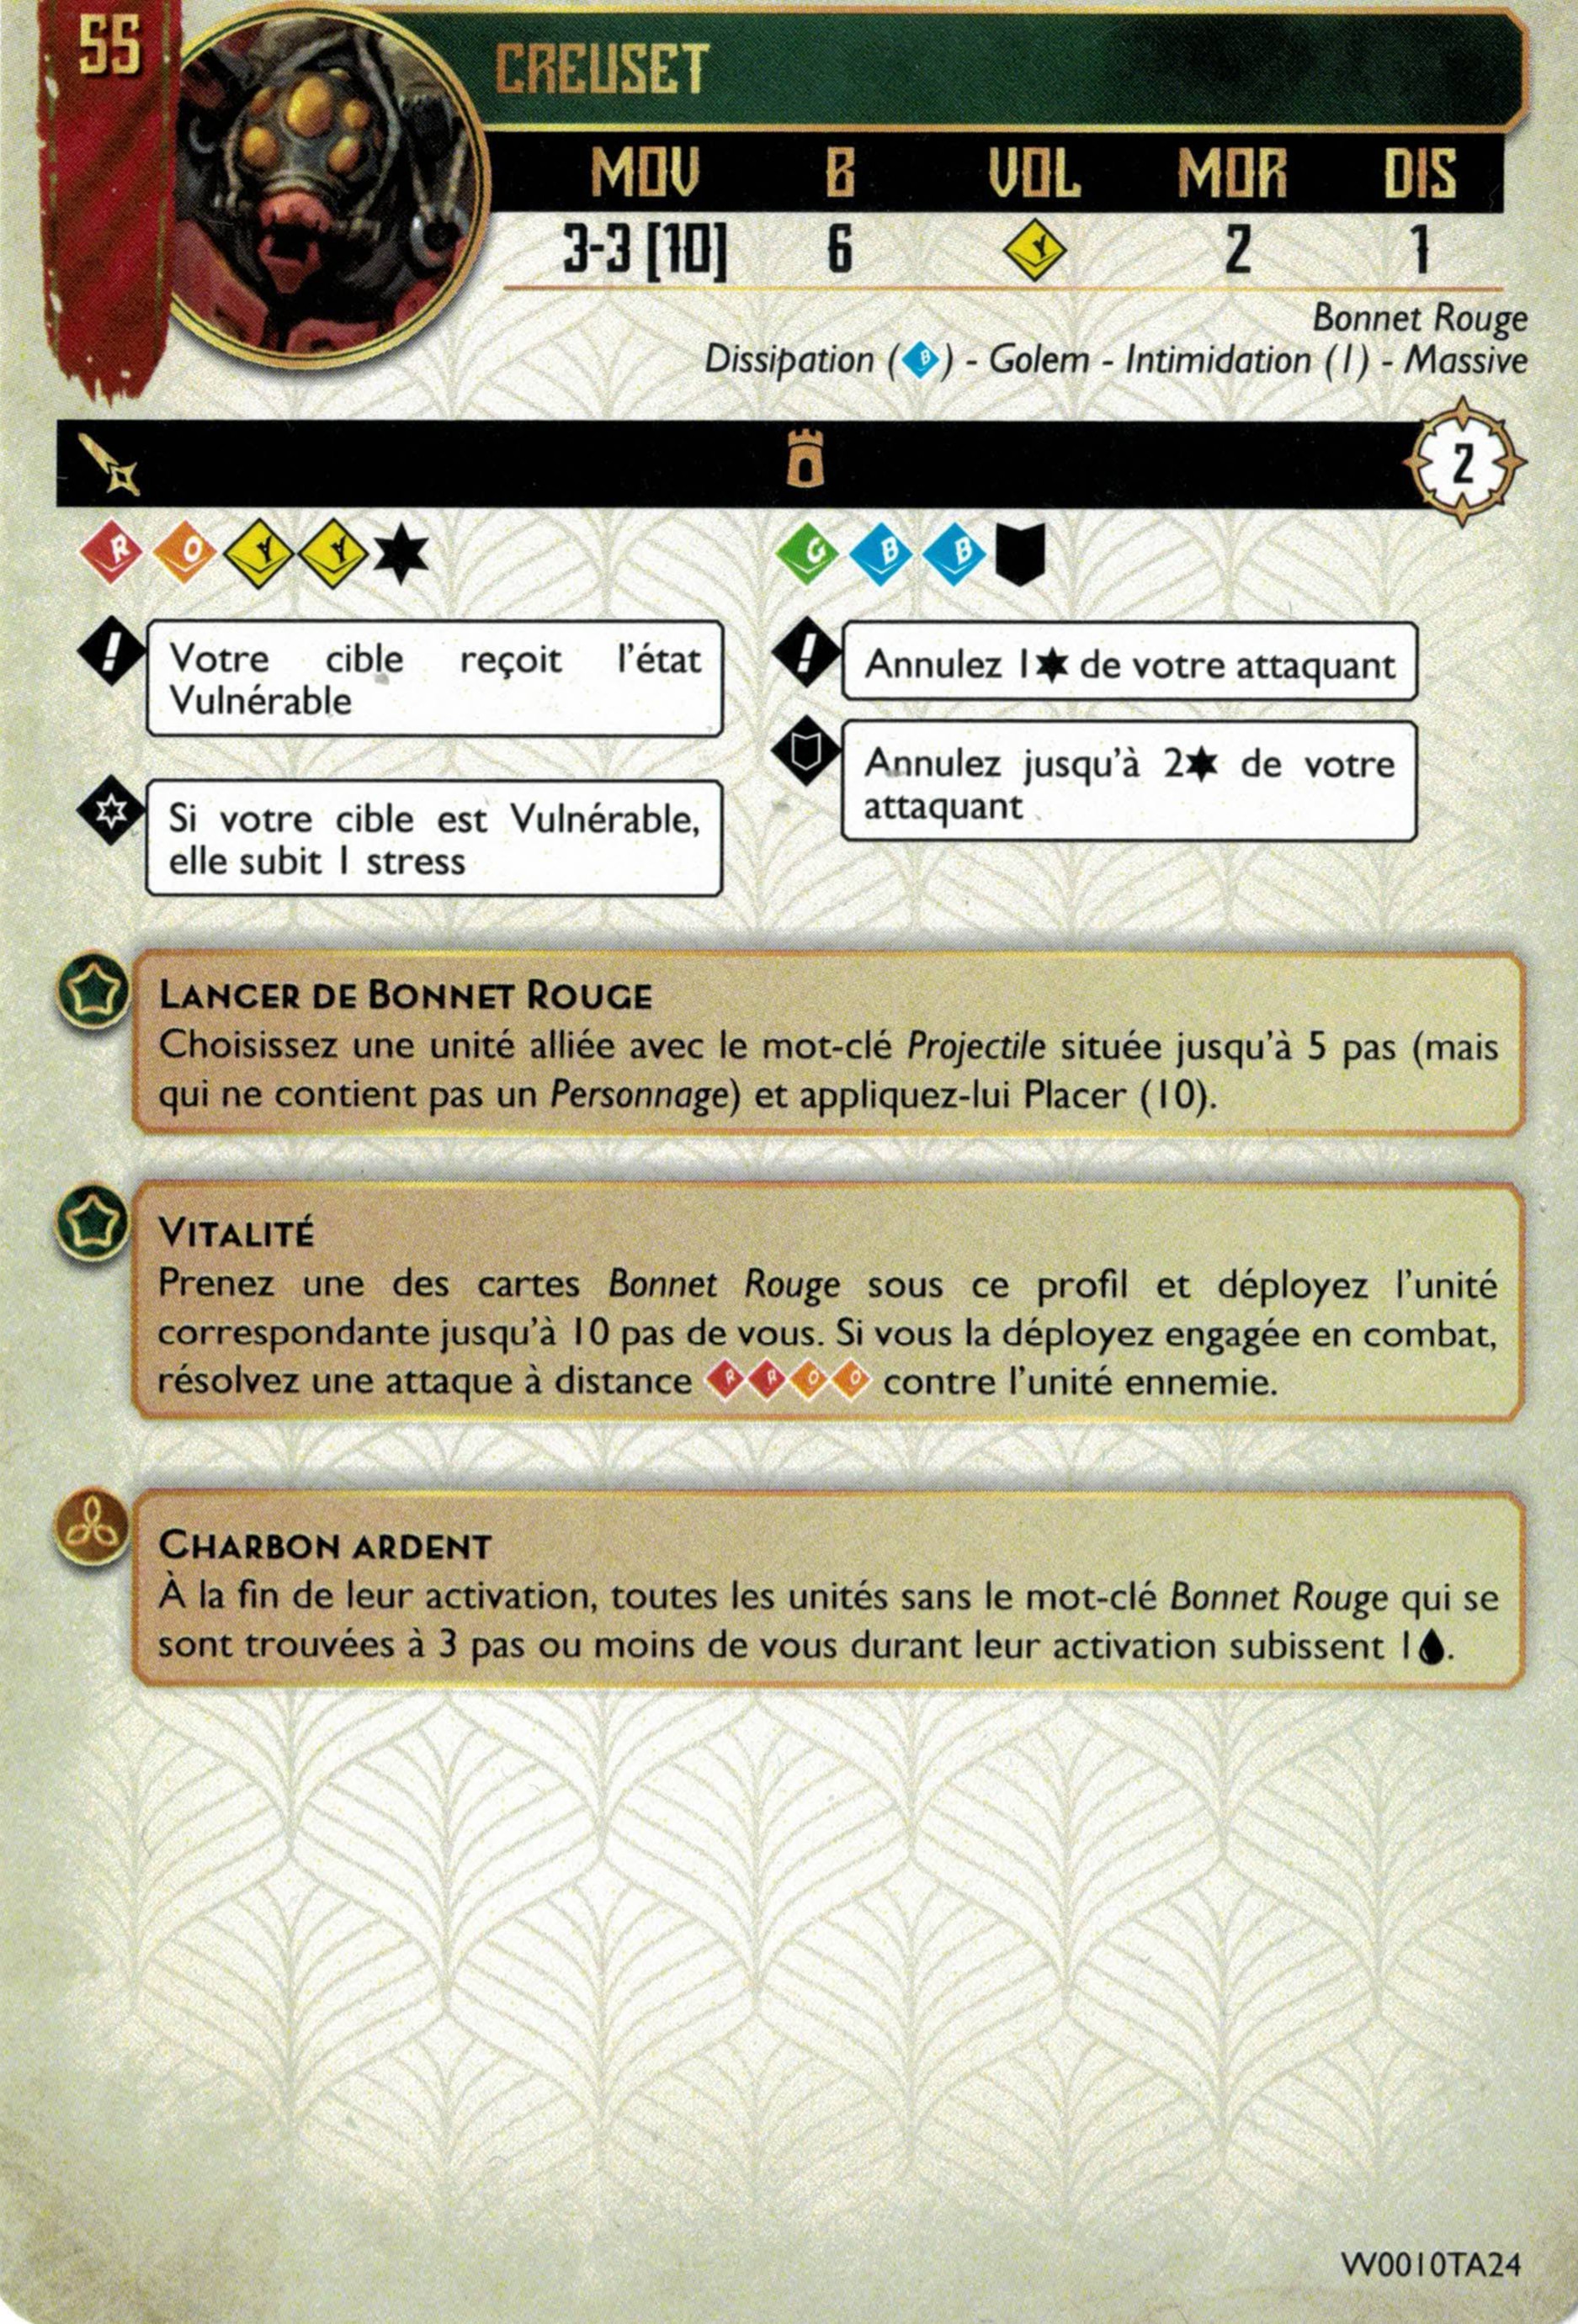 55
CREUSET
MOV B VOL MOR DIS
3-3 [10] 6 Y 2 1
Bonnet Rouge
Dissipation (B) - Golem - Intimidation (1) - Massive
2
R O Y Y
G B B
! Votre cible reçoit l'état
Vulnérable
Si votre cible est Vulnérable,
elle subit 1 stress
! Annulez 1 de votre attaquant
Annulez jusqu'à 2 de votre
attaquant
LANCER DE BONNET ROUGE
Choisissez une unité alliée avec le mot-clé Projectile située jusqu'à 5 pas (mais
qui ne contient pas un Personnage) et appliquez-lui Placer (10).
VITALITÉ
Prenez une des cartes Bonnet Rouge sous ce profil et déployez l'unité
correspondante jusqu'à 10 pas de vous. Si vous la déployez engagée en combat,
résolvez une attaque à distance R R O O contre l'unité ennemie.
CHARBON ARDENT
À la fin de leur activation, toutes les unités sans le mot-clé Bonnet Rouge qui se
sont trouvées à 3 pas ou moins de vous durant leur activation subissent 1.
W0010TA24